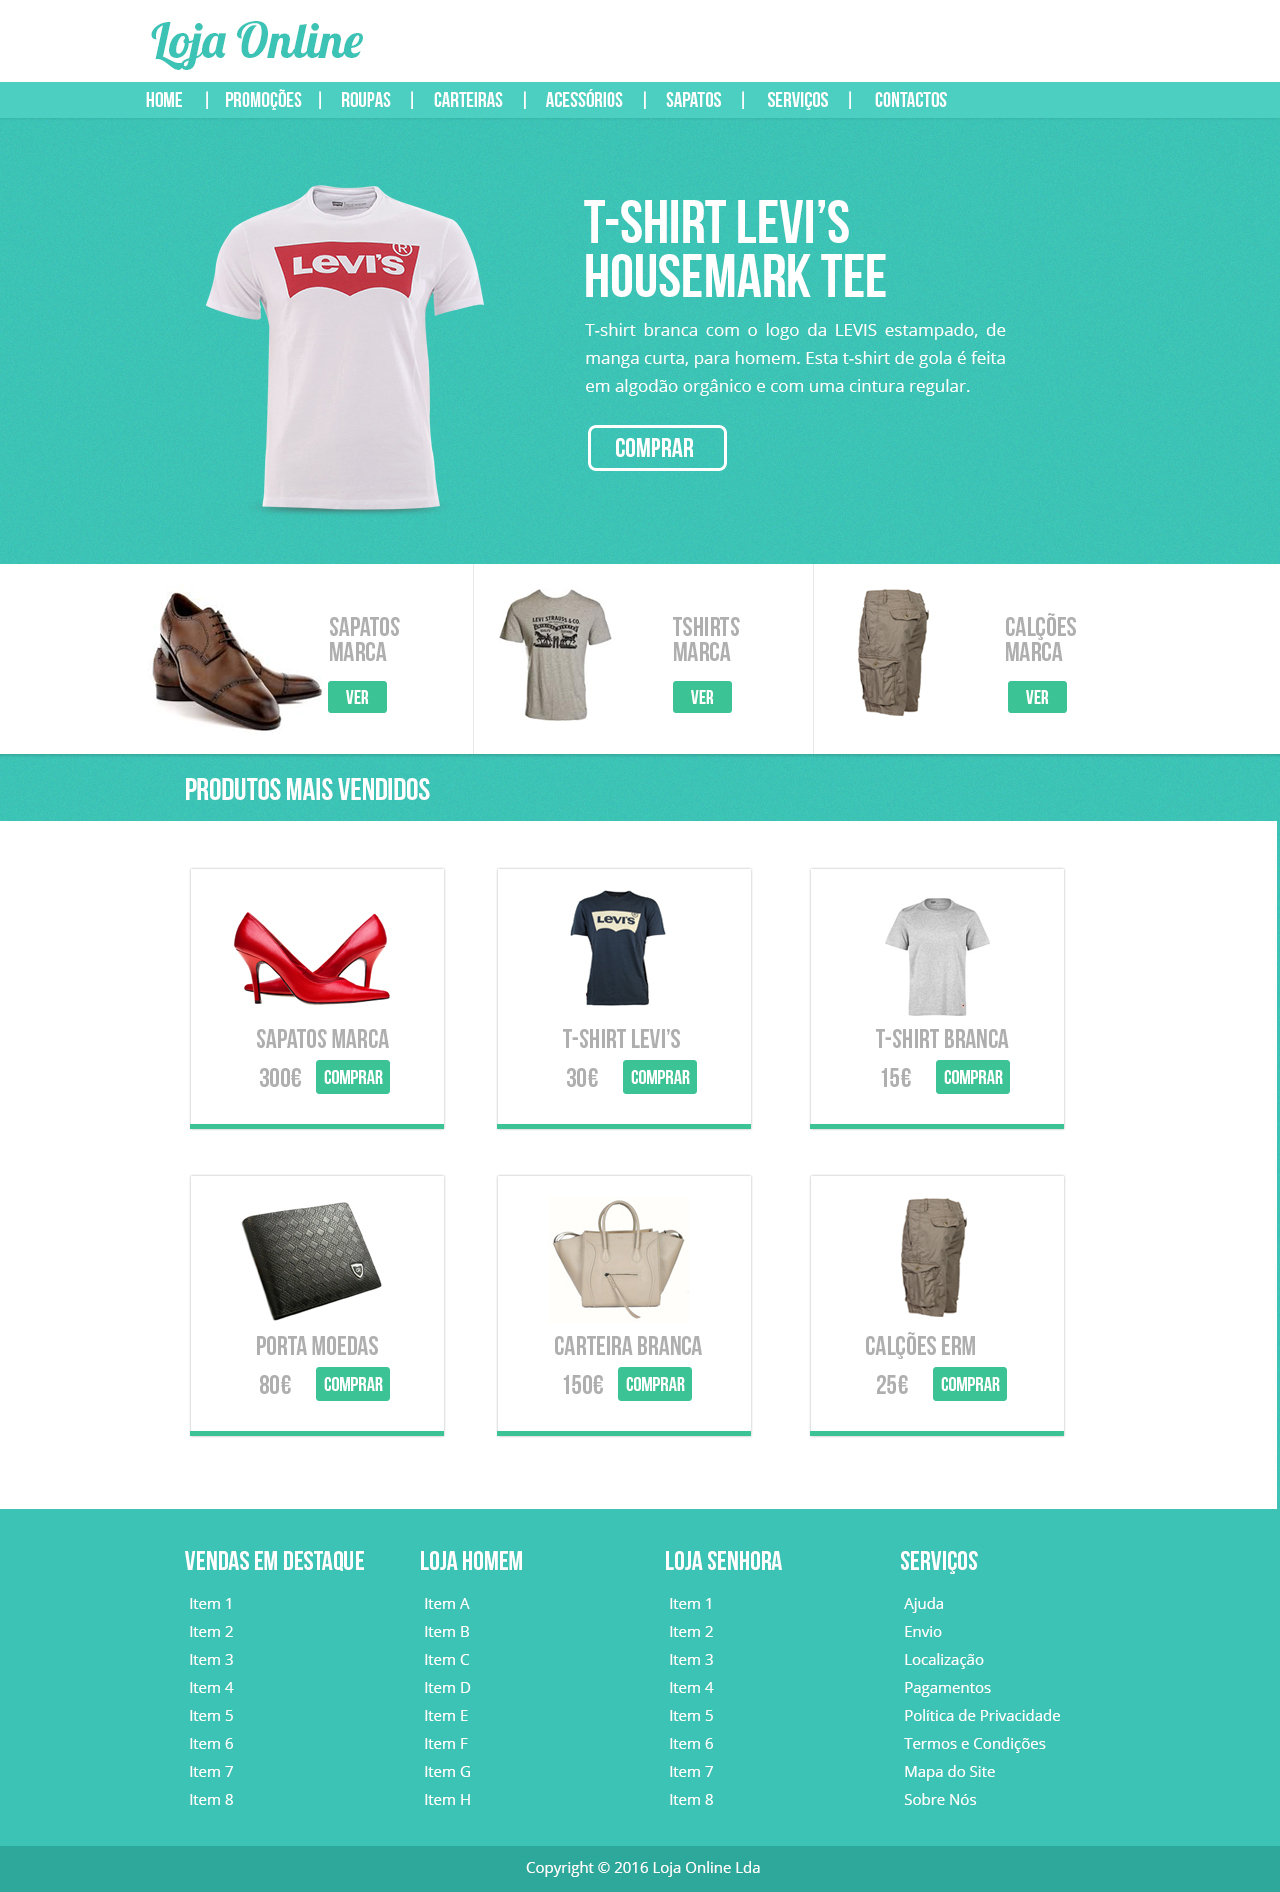 Loja Online
HOME | PROMOÇÕES | ROUPAS | CARTEIRAS | ACESSÓRIOS | SAPATOS | SERVIÇOS | CONTACTOS
LEVI'S ®
T-SHIRT LEVI'S
HOUSEMARK TEE
T-shirt branca com o logo da LEVIS estampado, de
manga curta, para homem. Esta t-shirt de gola é feita
em algodão orgânico e com uma cintura regular.
COMPRAR
SAPATOS
MARCA
VER
LEVI STRAUSS & CO.
TSHIRTS
MARCA
VER
CALÇÕES
MARCA
VER
PRODUTOS MAIS VENDIDOS
SAPATOS MARCA
300€ COMPRAR
LEVI'S
T-SHIRT LEVI'S
30€ COMPRAR
T-SHIRT BRANCA
15€ COMPRAR
PORTA MOEDAS
80€ COMPRAR
CARTEIRA BRANCA
150€ COMPRAR
CALÇÕES ERM
25€ COMPRAR
VENDAS EM DESTAQUE
Item 1
Item 2
Item 3
Item 4
Item 5
Item 6
Item 7
Item 8
LOJA HOMEM
Item A
Item B
Item C
Item D
Item E
Item F
Item G
Item H
LOJA SENHORA
Item 1
Item 2
Item 3
Item 4
Item 5
Item 6
Item 7
Item 8
SERVIÇOS
Ajuda
Envio
Localização
Pagamentos
Política de Privacidade
Termos e Condições
Mapa do Site
Sobre Nós
Copyright © 2016 Loja Online Lda